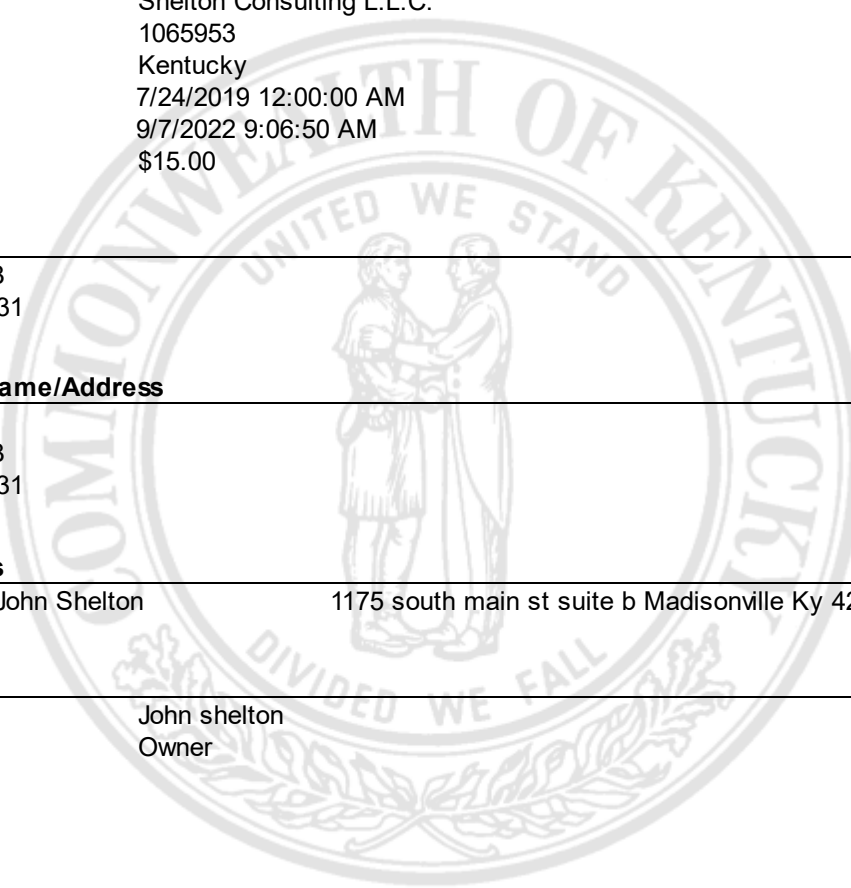 Shelton Consulting L.L.C.
1065953
Kentucky
7/24/2019 12:00:00 AM
9/7/2022 9:06:50 AM
$15.00
COMMONWEALTH OF KENTUCKY
UNITED WE STAND
3
31
ame/Address
3
31
s
John Shelton 1175 south main st suite b Madisonville Ky 42
DIVIDED WE FALL
John shelton
Owner